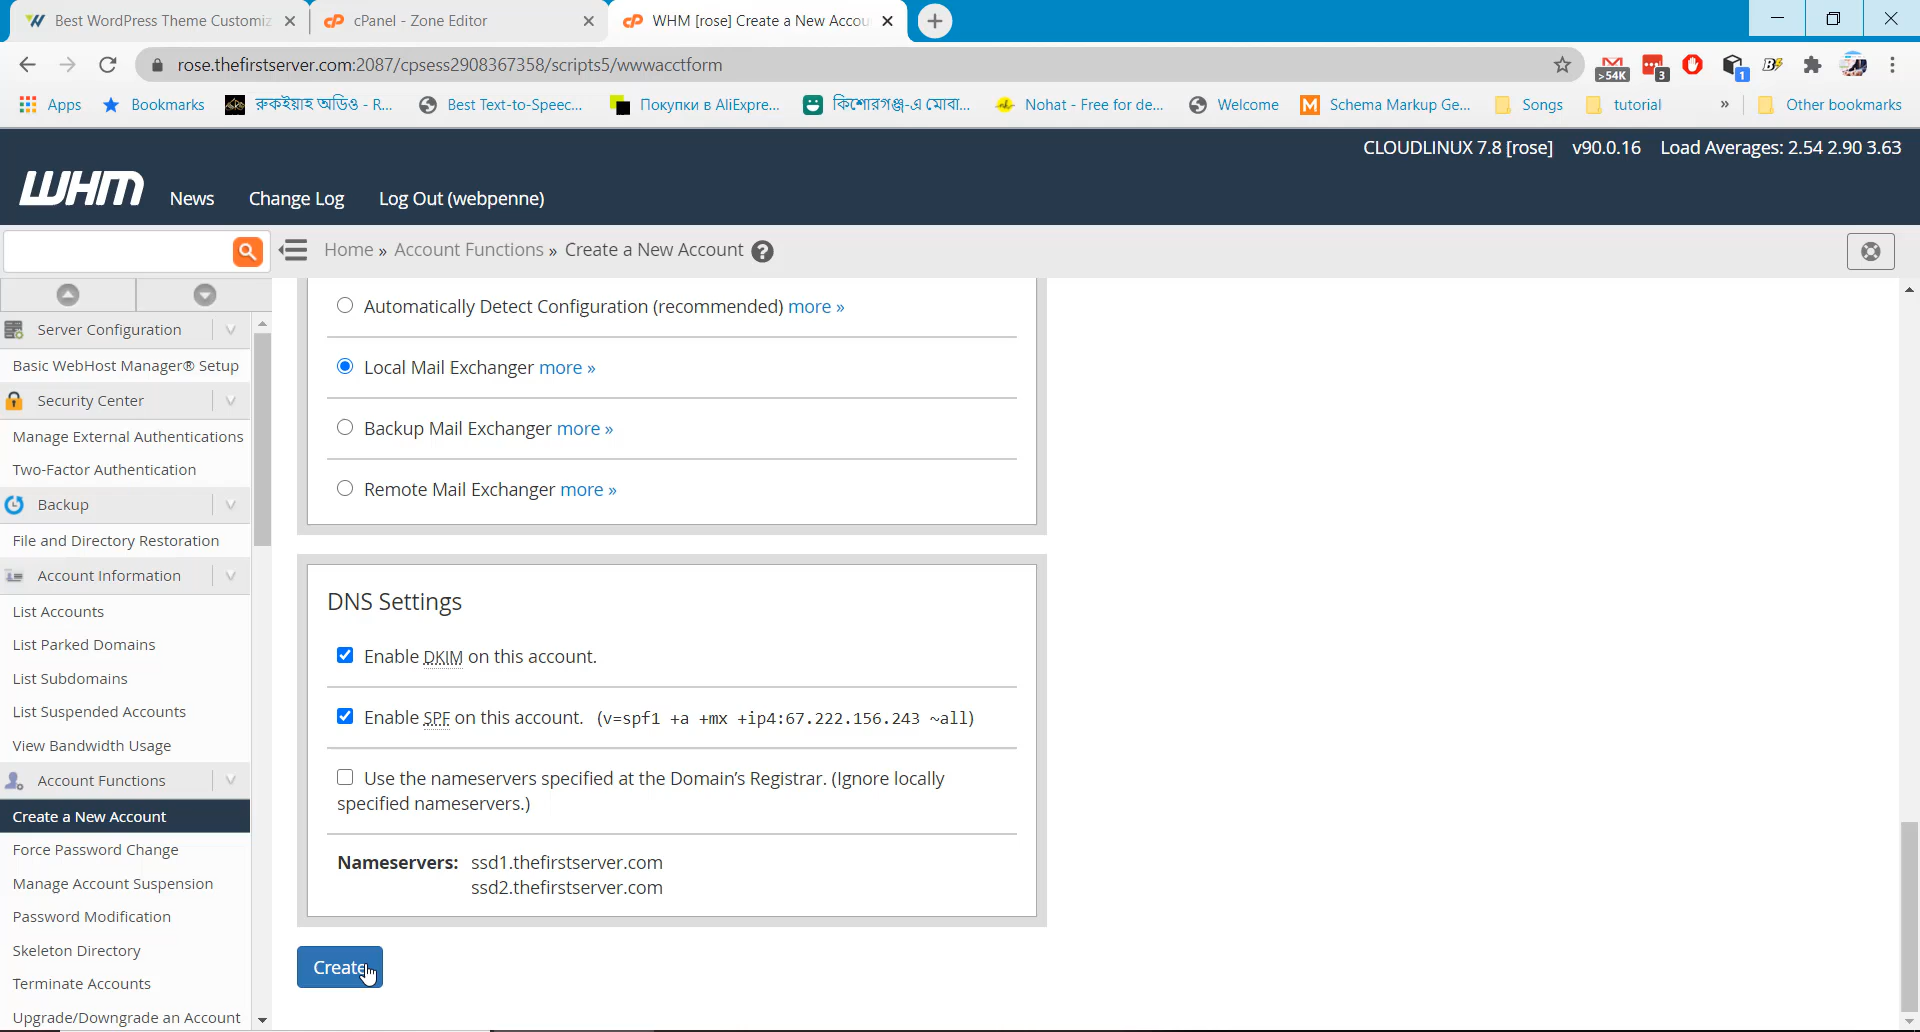 Best WordPress Theme Customiz
cPanel - Zone Editor
WHM [rose] Create a New Accou
rose.thefirstserver.com:2087/cpsess2908367358/scripts5/wwwacctform
>54K
3
1
Apps
Bookmarks
রুকইয়াহ অডিও - R...
Best Text-to-Speec...
Покупки в AliExpre...
কিশোরগঞ্জ-এ মোবা...
Nohat - Free for de...
Welcome
Schema Markup Ge...
Songs
tutorial
»
Other bookmarks
CLOUDLINUX 7.8 [rose] v90.0.16 Load Averages: 2.54 2.90 3.63
WHM
News
Change Log
Log Out (webpenne)
Home » Account Functions » Create a New Account
Server Configuration
Basic WebHost Manager® Setup
Security Center
Manage External Authentications
Two-Factor Authentication
Backup
File and Directory Restoration
Account Information
List Accounts
List Parked Domains
List Subdomains
List Suspended Accounts
View Bandwidth Usage
Account Functions
Create a New Account
Force Password Change
Manage Account Suspension
Password Modification
Skeleton Directory
Terminate Accounts
Upgrade/Downgrade an Account
Automatically Detect Configuration (recommended) more »
Local Mail Exchanger more »
Backup Mail Exchanger more »
Remote Mail Exchanger more »
DNS Settings
Enable DKIM on this account.
Enable SPF on this account. (v=spf1 +a +mx +ip4:67.222.156.243 ~all)
Use the nameservers specified at the Domain's Registrar. (Ignore locally
specified nameservers.)
Nameservers: ssd1.thefirstserver.com
ssd2.thefirstserver.com
Create